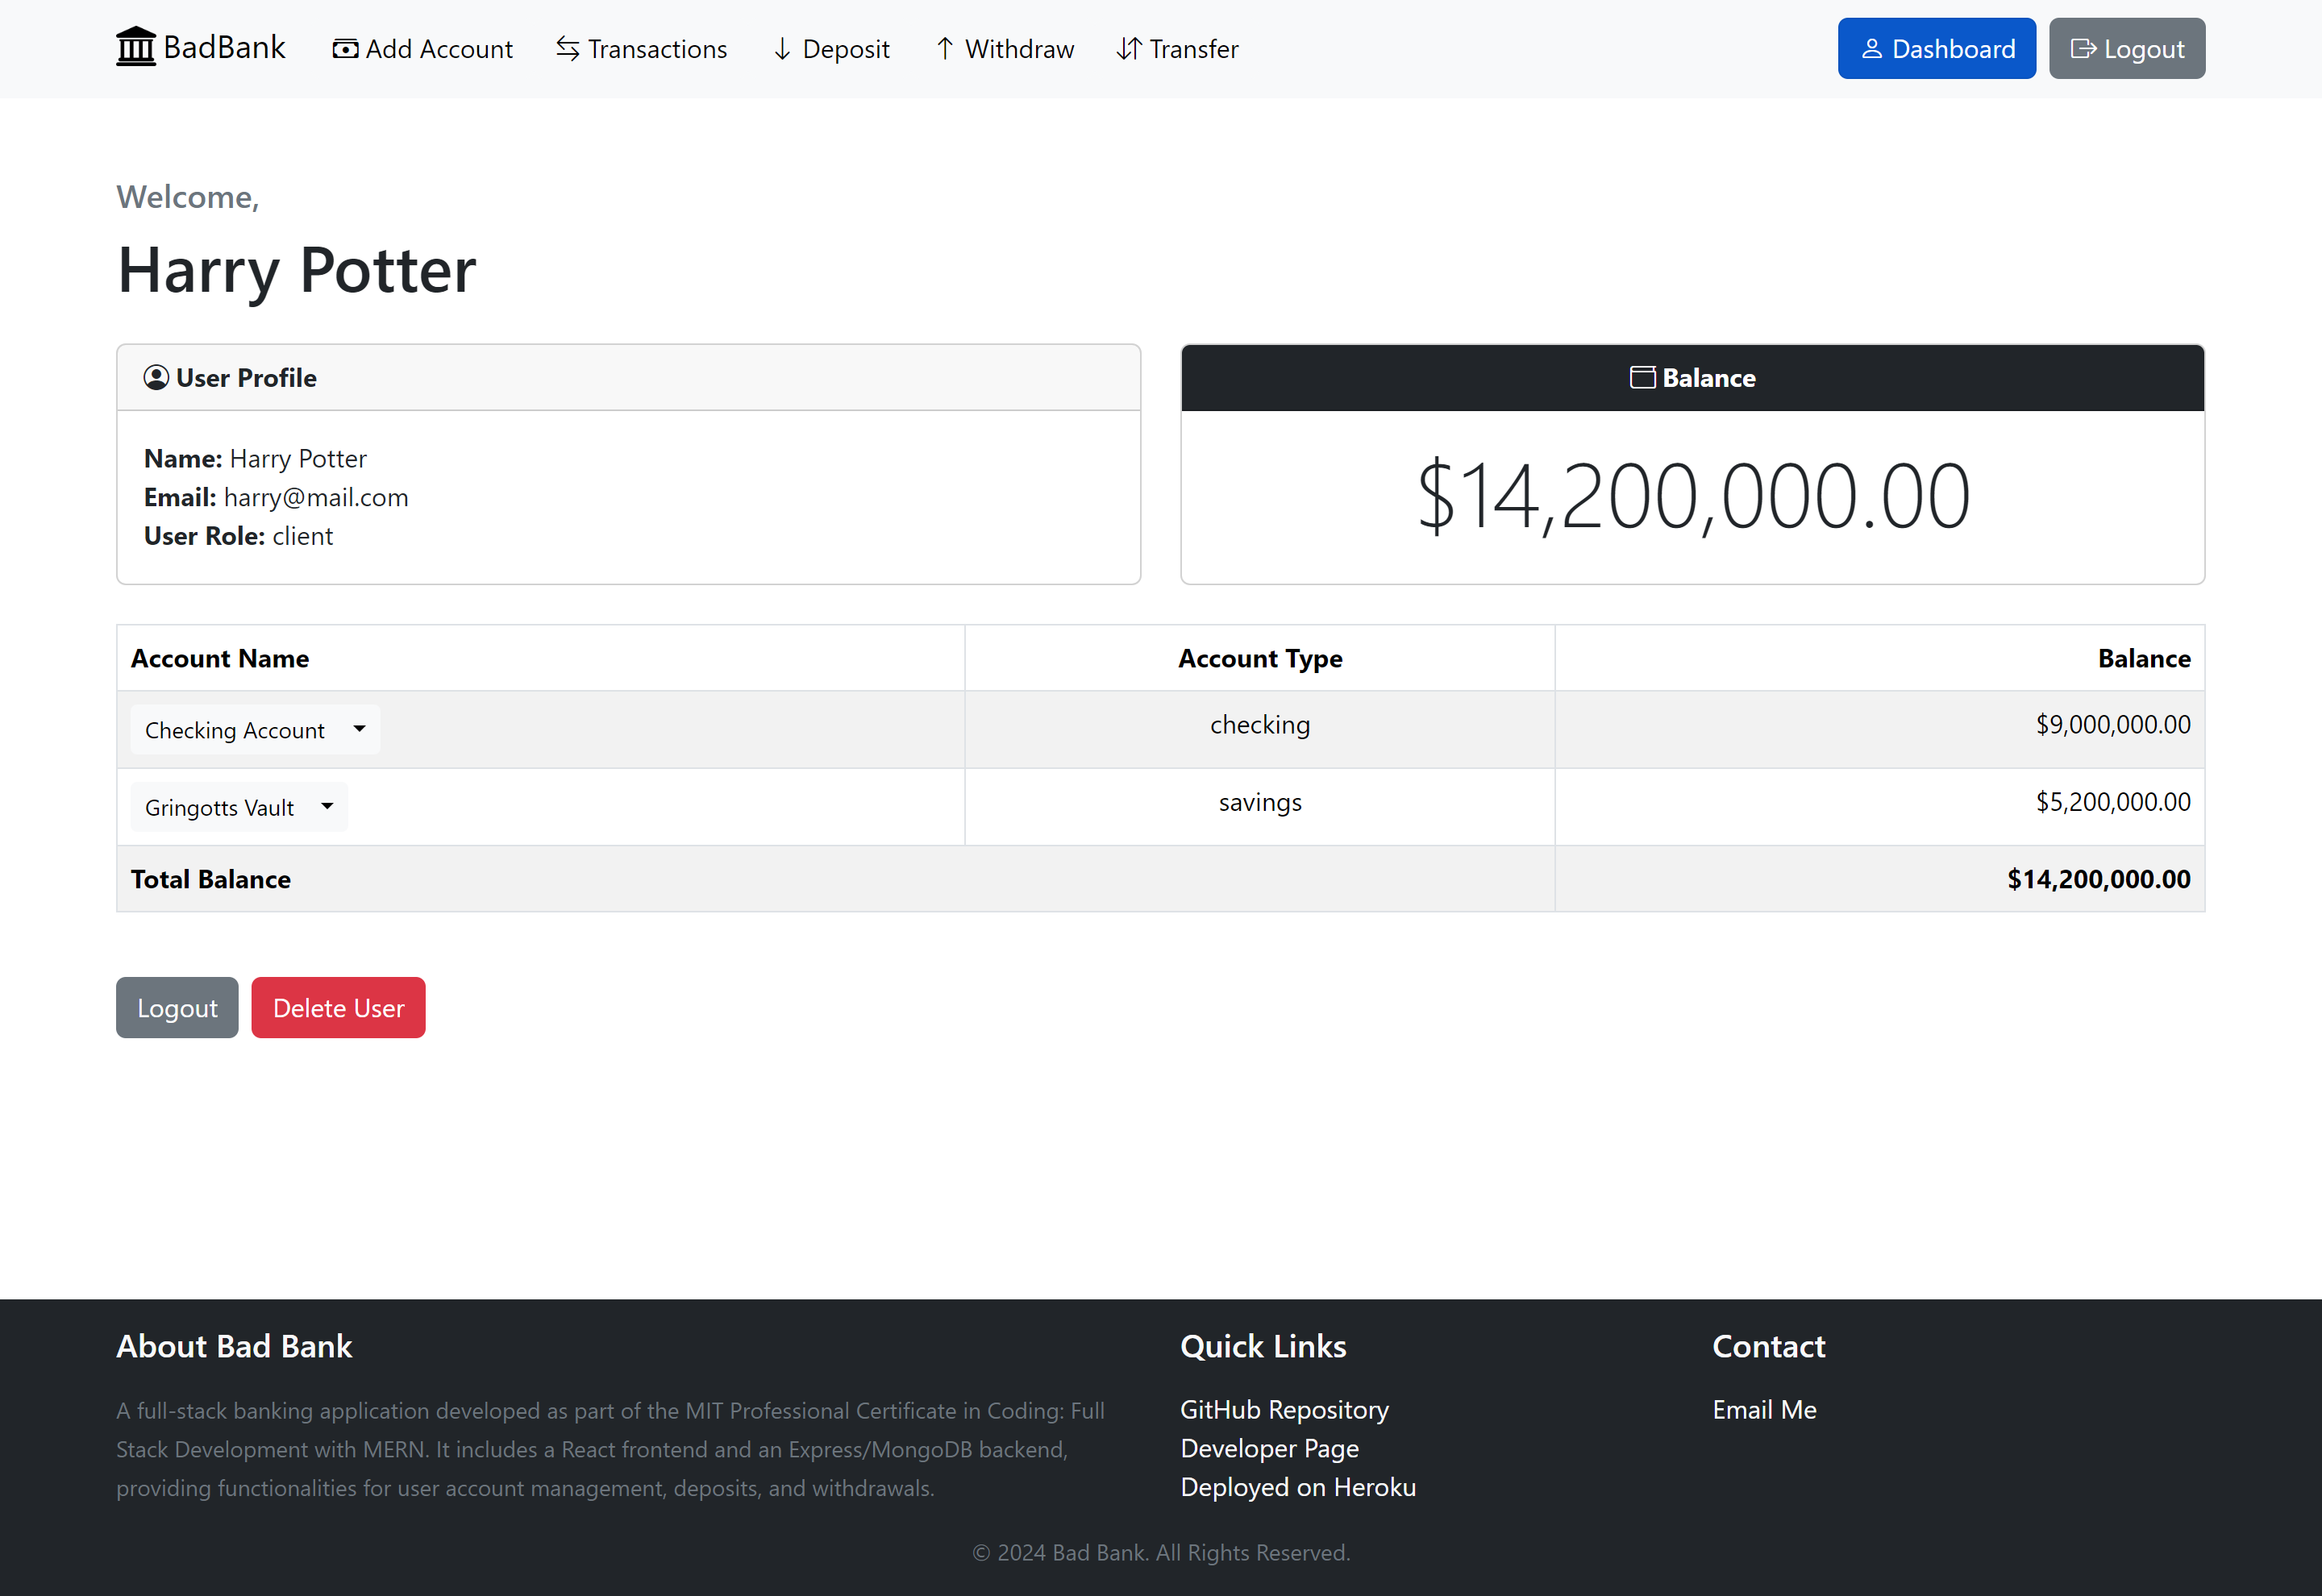 BadBank Add Account Transactions Deposit Withdraw Transfer Dashboard Logout
Welcome,
Harry Potter
User Profile
Name: Harry Potter
Email: harry@mail.com
User Role: client
Balance
$14,200,000.00
Account Name Account Type Balance
Checking Account checking $9,000,000.00
Gringotts Vault savings $5,200,000.00
Total Balance $14,200,000.00
Logout Delete User
About Bad Bank
A full-stack banking application developed as part of the MIT Professional Certificate in Coding: Full
Stack Development with MERN. It includes a React frontend and an Express/MongoDB backend,
providing functionalities for user account management, deposits, and withdrawals.
Quick Links
GitHub Repository
Developer Page
Deployed on Heroku
Contact
Email Me
© 2024 Bad Bank. All Rights Reserved.